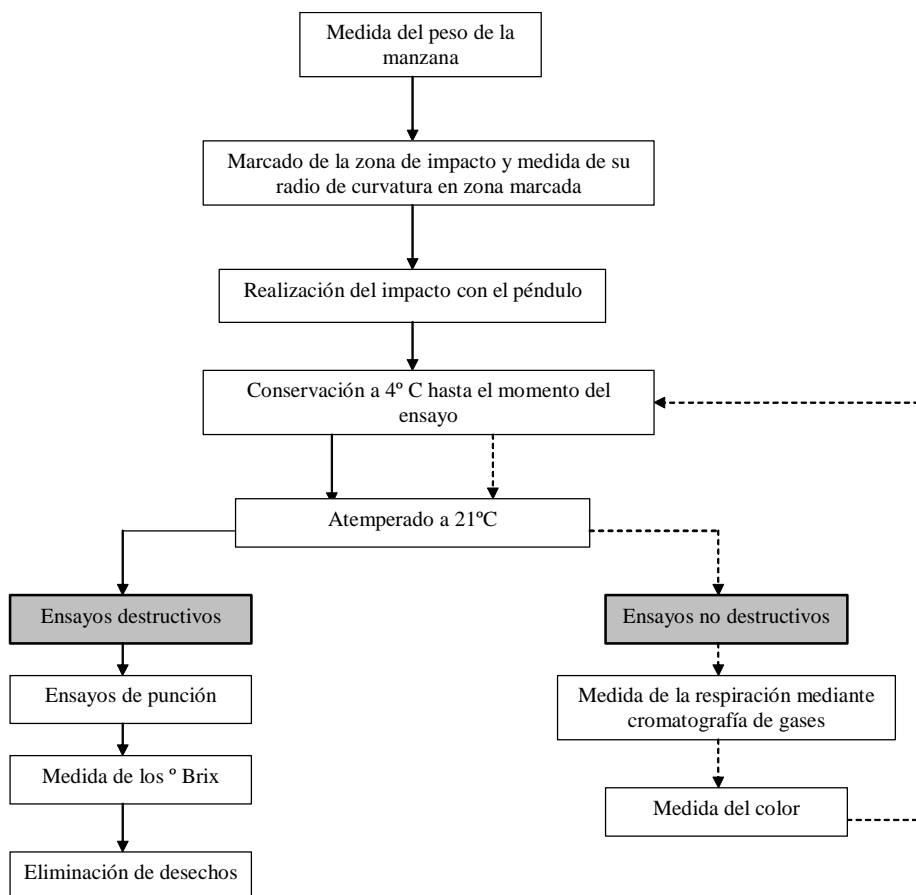 Medida del peso de la
manzana
Marcado de la zona de impacto y medida de su
radio de curvatura en zona marcada
Realización del impacto con el péndulo
Conservación a 4º C hasta el momento del
ensayo
Atemperado a 21ºC
Ensayos destructivos
Ensayos de punción
Medida de los º Brix
Eliminación de desechos
Ensayos no destructivos
Medida de la respiración mediante
cromatografía de gases
Medida del color